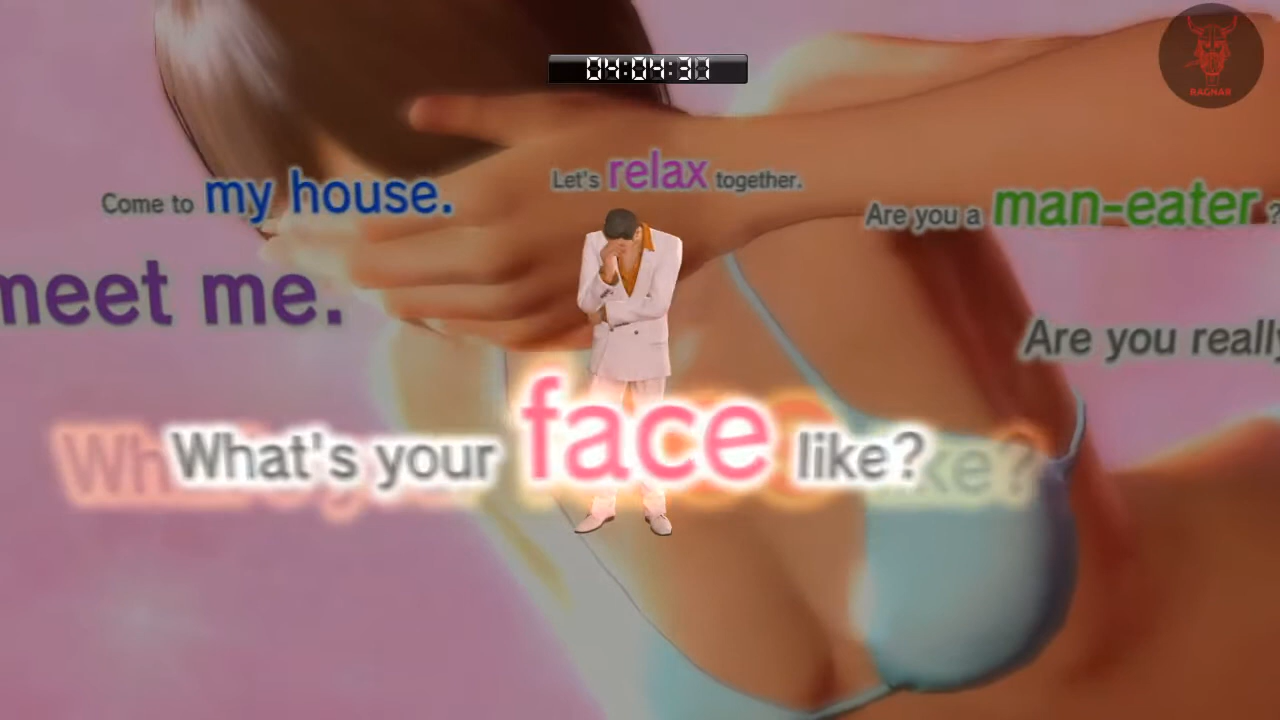 04:04:31
RAGNAR
Come to my house.
Let's relax together.
Are you a man-eater?
meet me.
Are you really
What's your face like?